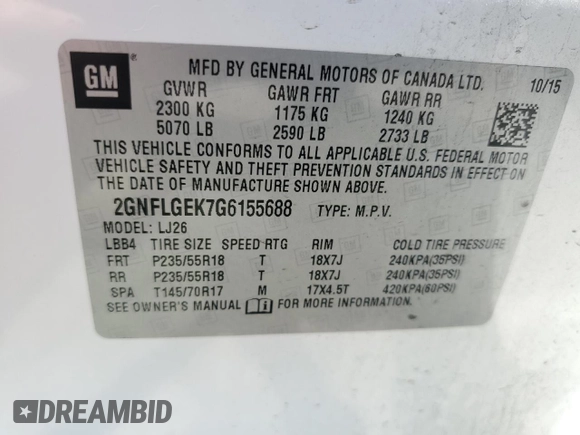 GM
MFD BY GENERAL MOTORS OF CANADA LTD. 10/15
GVWR GAWR FRT GAWR RR
2300 KG 1175 KG 1240 KG
5070 LB 2590 LB 2733 LB
THIS VEHICLE CONFORMS TO ALL APPLICABLE U.S. FEDERAL MOTOR
VEHICLE SAFETY AND THEFT PREVENTION STANDARDS IN EFFECT ON
THE DATE OF MANUFACTURE SHOWN ABOVE.
2GNFLGEK7G6155688 TYPE: M.P.V.
MODEL: LJ26
LBB4 TIRE SIZE SPEED RTG RIM COLD TIRE PRESSURE
FRT P235/55R18 T 18X7J 240KPA(35PSI)
RR P235/55R18 T 18X7J 240KPA(35PSI)
SPA T145/70R17 M 17X4.5T 420KPA(60PSI)
SEE OWNER'S MANUAL FOR MORE INFORMATION
DREAMBID